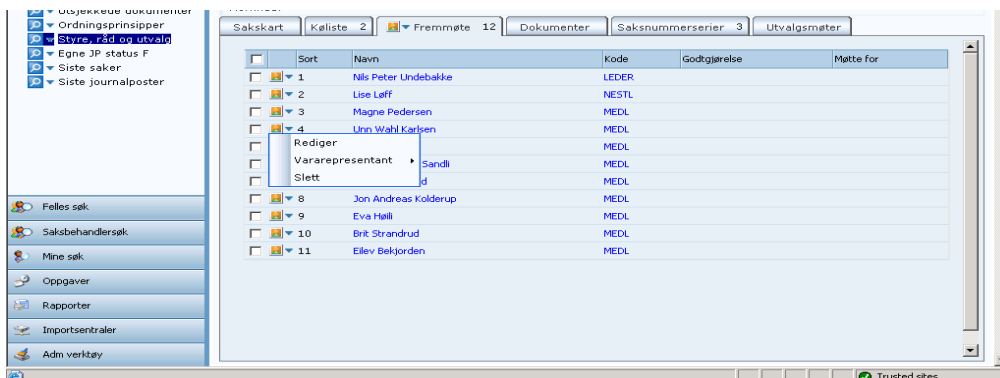 Utsjekkede dokumenter
Ordningsprinsipper
Styre, råd og utvalg
Egne JP status F
Siste saker
Siste journalposter
Felles søk
Saksbehandlersøk
Mine søk
Oppgaver
Rapporter
Importsentraler
Adm verktøy
Sakskart Køliste 2 Fremmøte 12 Dokumenter Saksnummerserier 3 Utvalgsmøter
Sort Navn Kode Godtgjørelse Møtte for
1 Nils Peter Undebakke LEDER
2 Lise Løff NESTL
3 Magne Pedersen MEDL
4 Unn Wahl Karlsen MEDL
Rediger MEDL
Vararepresentant Sandli MEDL
Slett d MEDL
8 Jon Andreas Kolderup MEDL
9 Eva Høili MEDL
10 Brit Strandrud MEDL
11 Eilev Bekjorden MEDL
Trusted sites